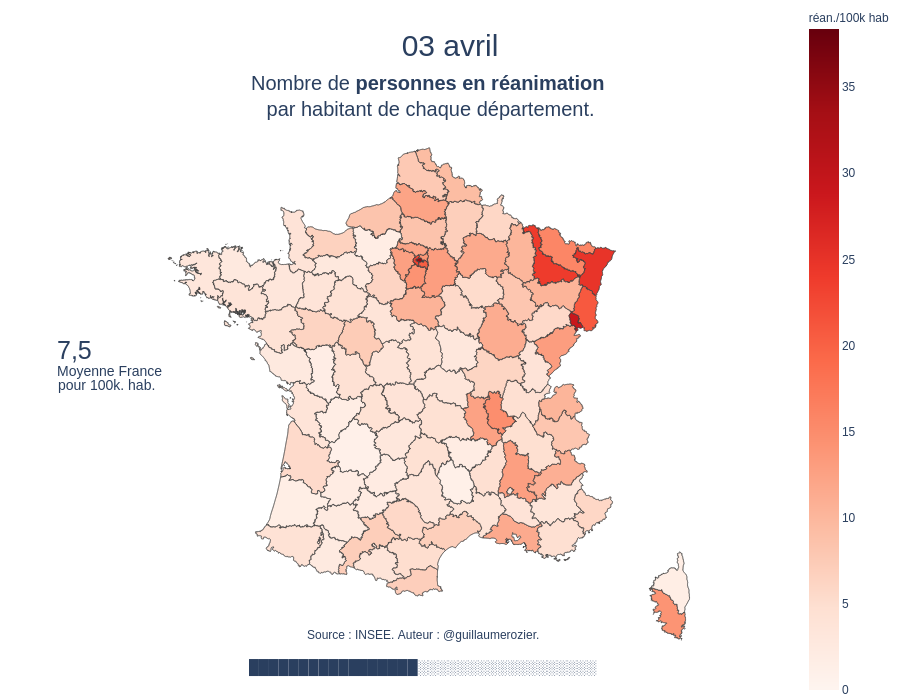 réan./100k hab
03 avril
Nombre de personnes en réanimation
par habitant de chaque département.
35
30
25
20
15
10
5
0
7,5
Moyenne France
pour 100k. hab.
Source : INSEE. Auteur : @guillaumerozier.